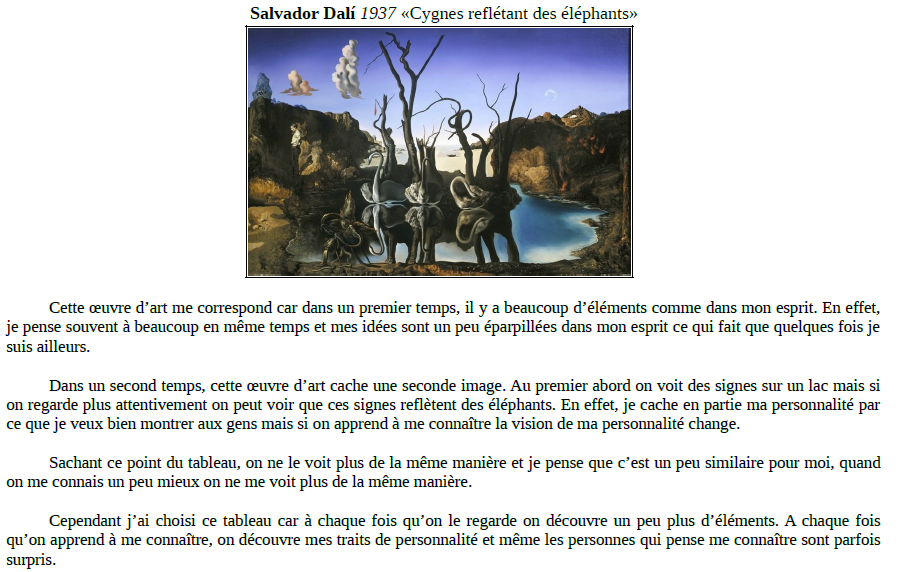 Salvador Dalí 1937 «Cygnes reflétant des éléphants»
Cette œuvre d’art me correspond car dans un premier temps, il y a beaucoup d’éléments comme dans mon esprit. En effet,
je pense souvent à beaucoup en même temps et mes idées sont un peu éparpillées dans mon esprit ce qui fait que quelques fois je
suis ailleurs.
Dans un second temps, cette œuvre d’art cache une seconde image. Au premier abord on voit des signes sur un lac mais si
on regarde plus attentivement on peut voir que ces signes reflètent des éléphants. En effet, je cache en partie ma personnalité par
ce que je veux bien montrer aux gens mais si on apprend à me connaître la vision de ma personnalité change.
Sachant ce point du tableau, on ne le voit plus de la même manière et je pense que c’est un peu similaire pour moi, quand
on me connais un peu mieux on ne me voit plus de la même manière.
Cependant j’ai choisi ce tableau car à chaque fois qu’on le regarde on découvre un peu plus d’éléments. A chaque fois
qu’on apprend à me connaître, on découvre mes traits de personnalité et même les personnes qui pense me connaître sont parfois
surpris.